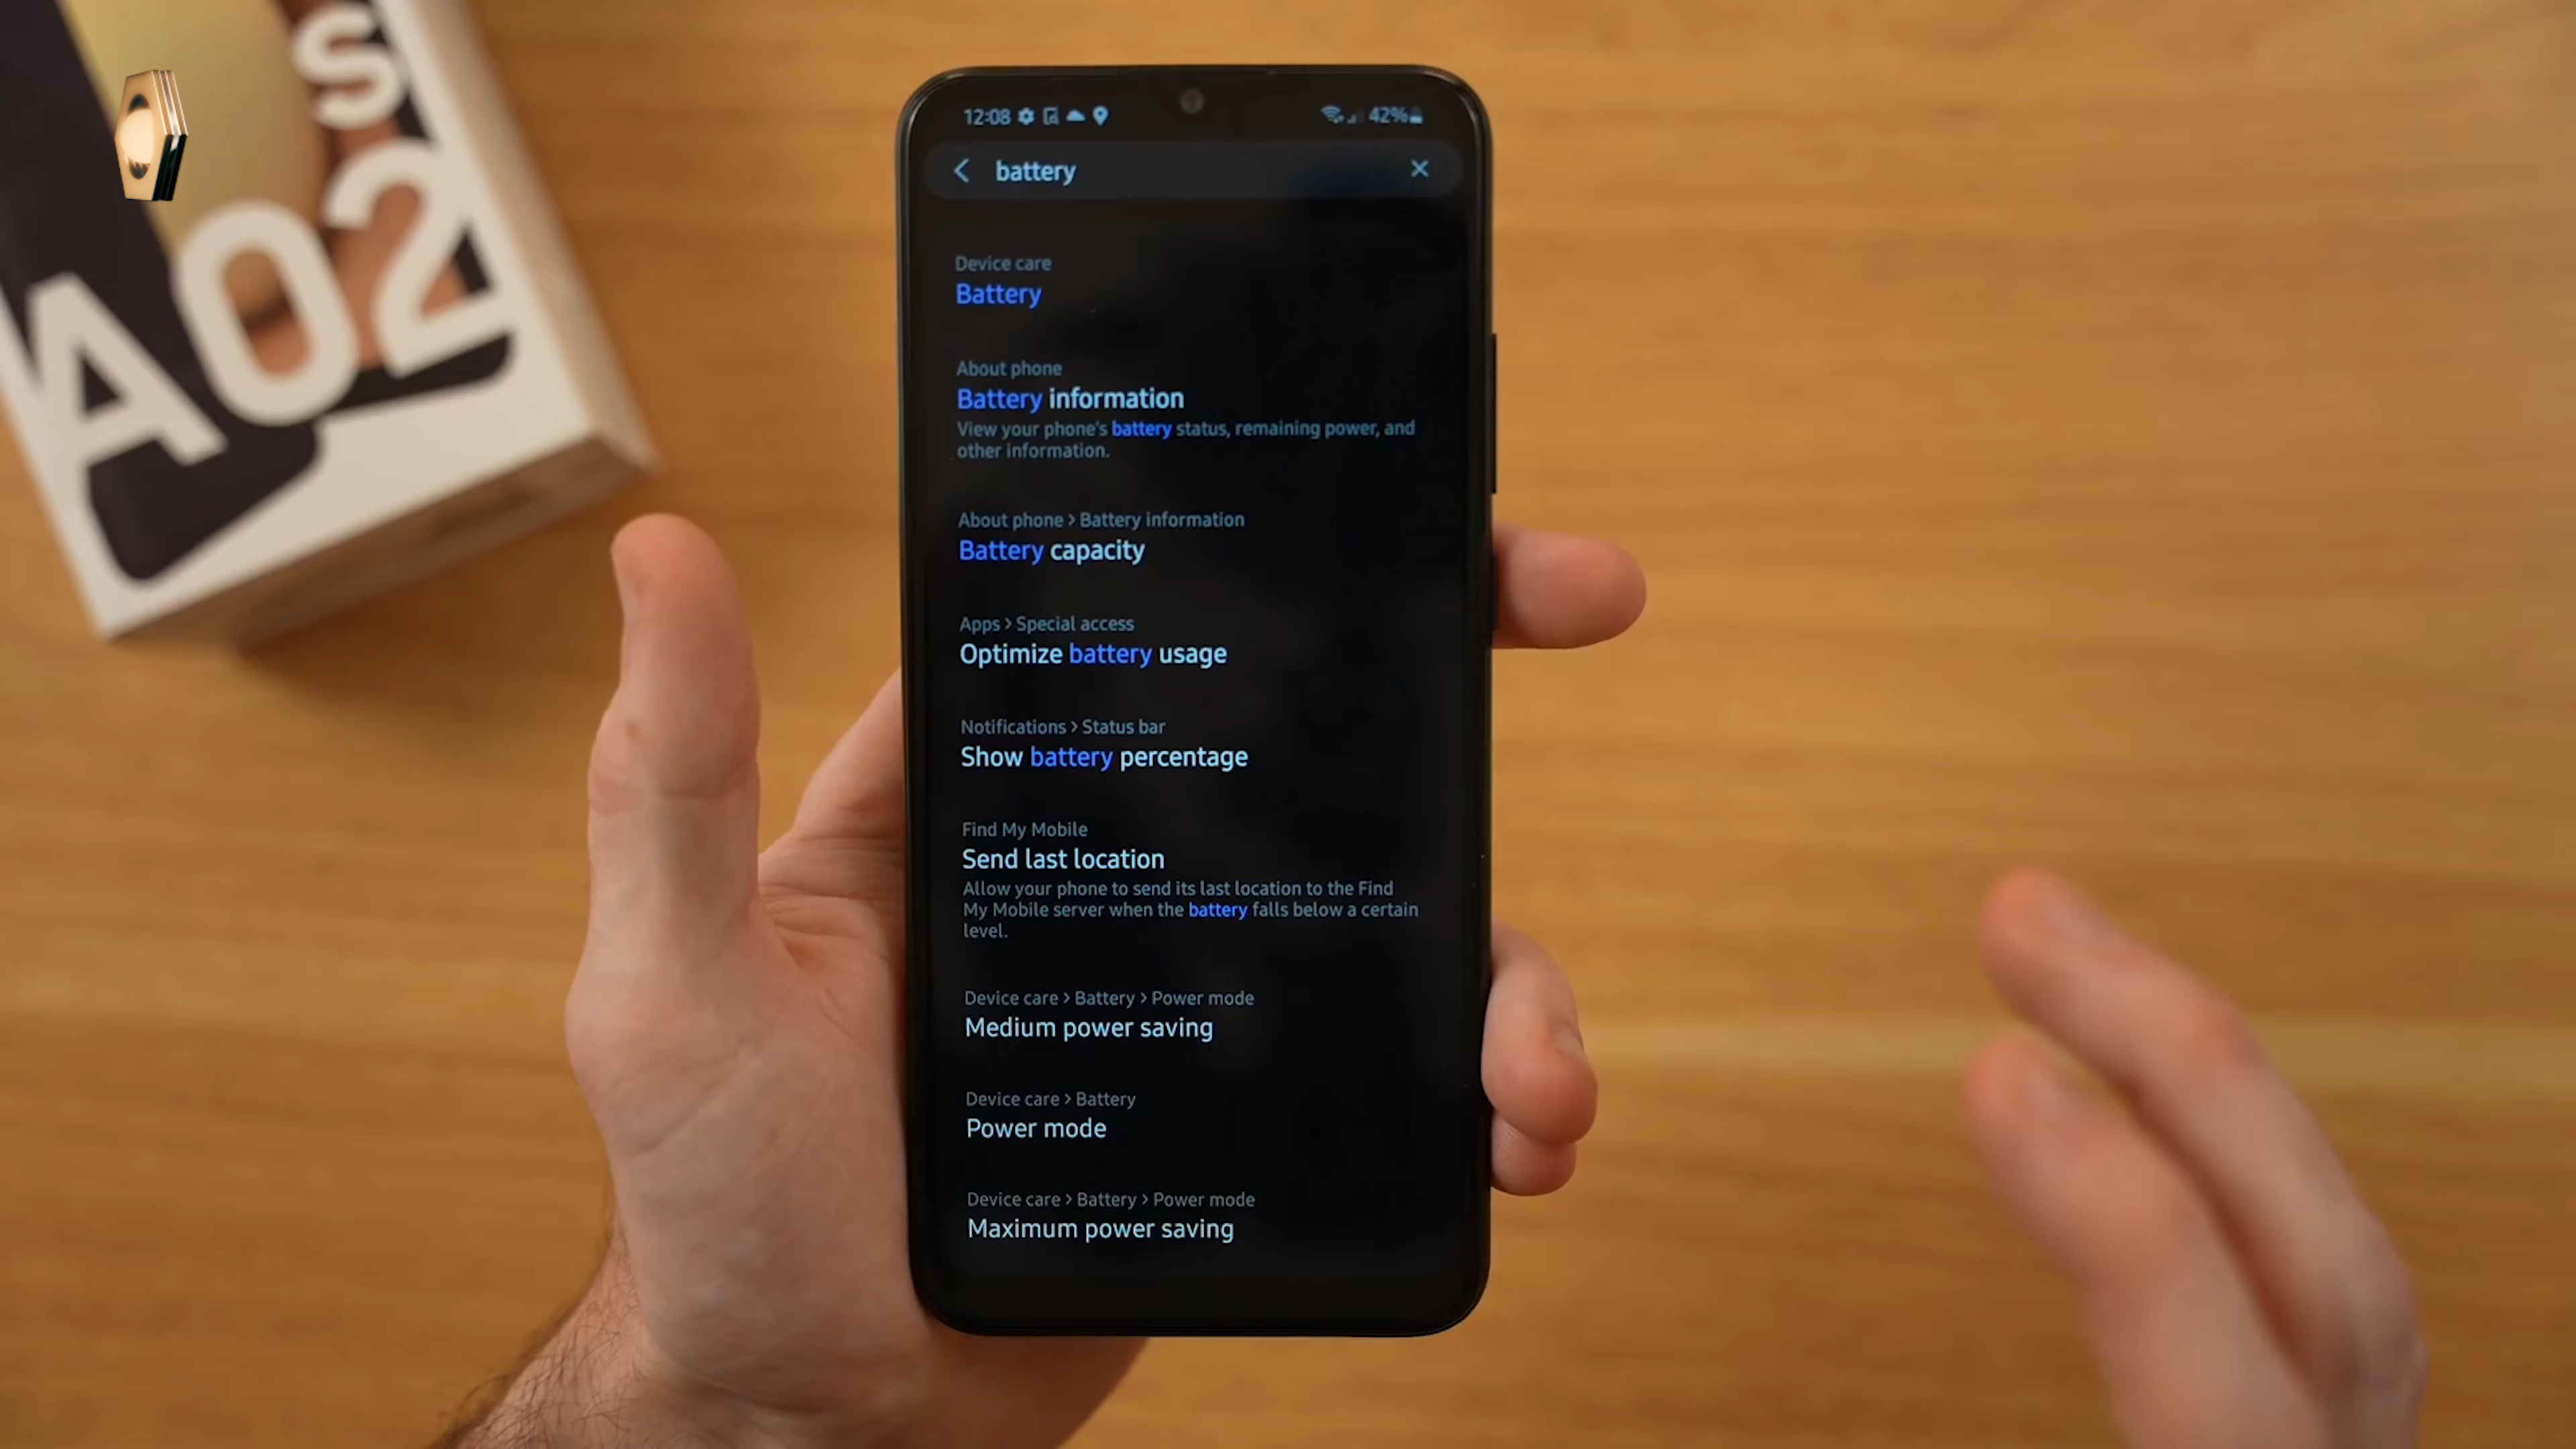 A02
s
12:08
42%
battery
Device care
Battery
About phone
Battery information
View your phone's battery status, remaining power, and
other information.
About phone > Battery information
Battery capacity
Apps > Special access
Optimize battery usage
Notifications > Status bar
Show battery percentage
Find My Mobile
Send last location
Allow your phone to send its last location to the Find
My Mobile server when the battery falls below a certain
level.
Device care > Battery > Power mode
Medium power saving
Device care > Battery
Power mode
Device care > Battery > Power mode
Maximum power saving